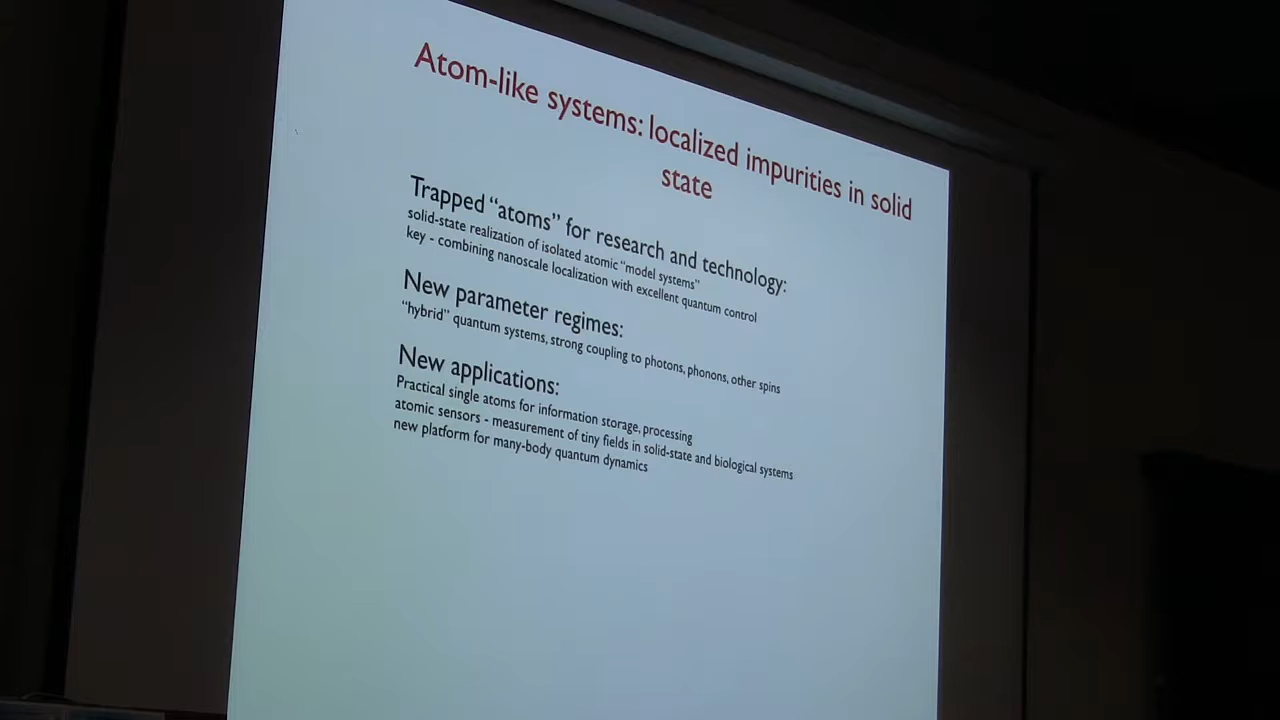 Atom-like systems: localized impurities in solid
state
Trapped “atoms” for research and technology:
solid-state realization of isolated atomic “model systems”
key - combining nanoscale localization with excellent quantum control
New parameter regimes:
“hybrid” quantum systems, strong coupling to photons, phonons, other spins
New applications:
Practical single atoms for information storage, processing
atomic sensors - measurement of tiny fields in solid-state and biological systems
new platform for many-body quantum dynamics